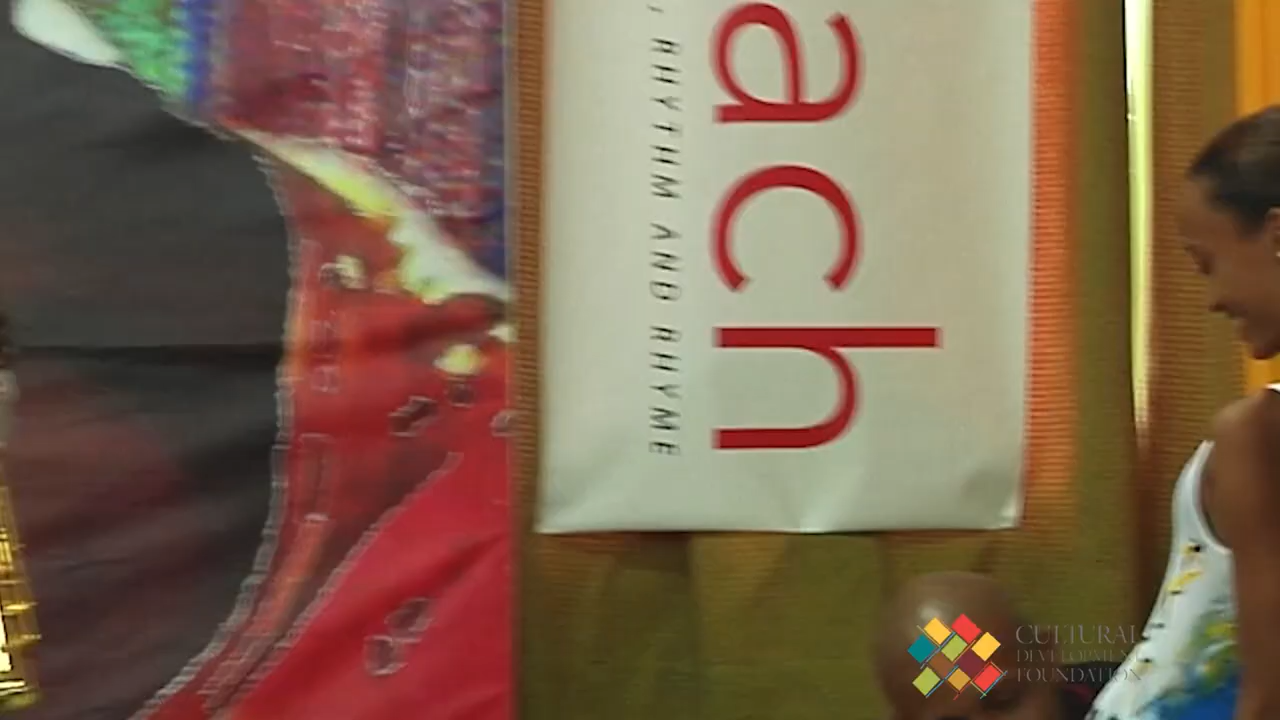 ach
, RHYTHM AND RHYME
CULTURAL
DEVELOPMENT
FOUNDATION